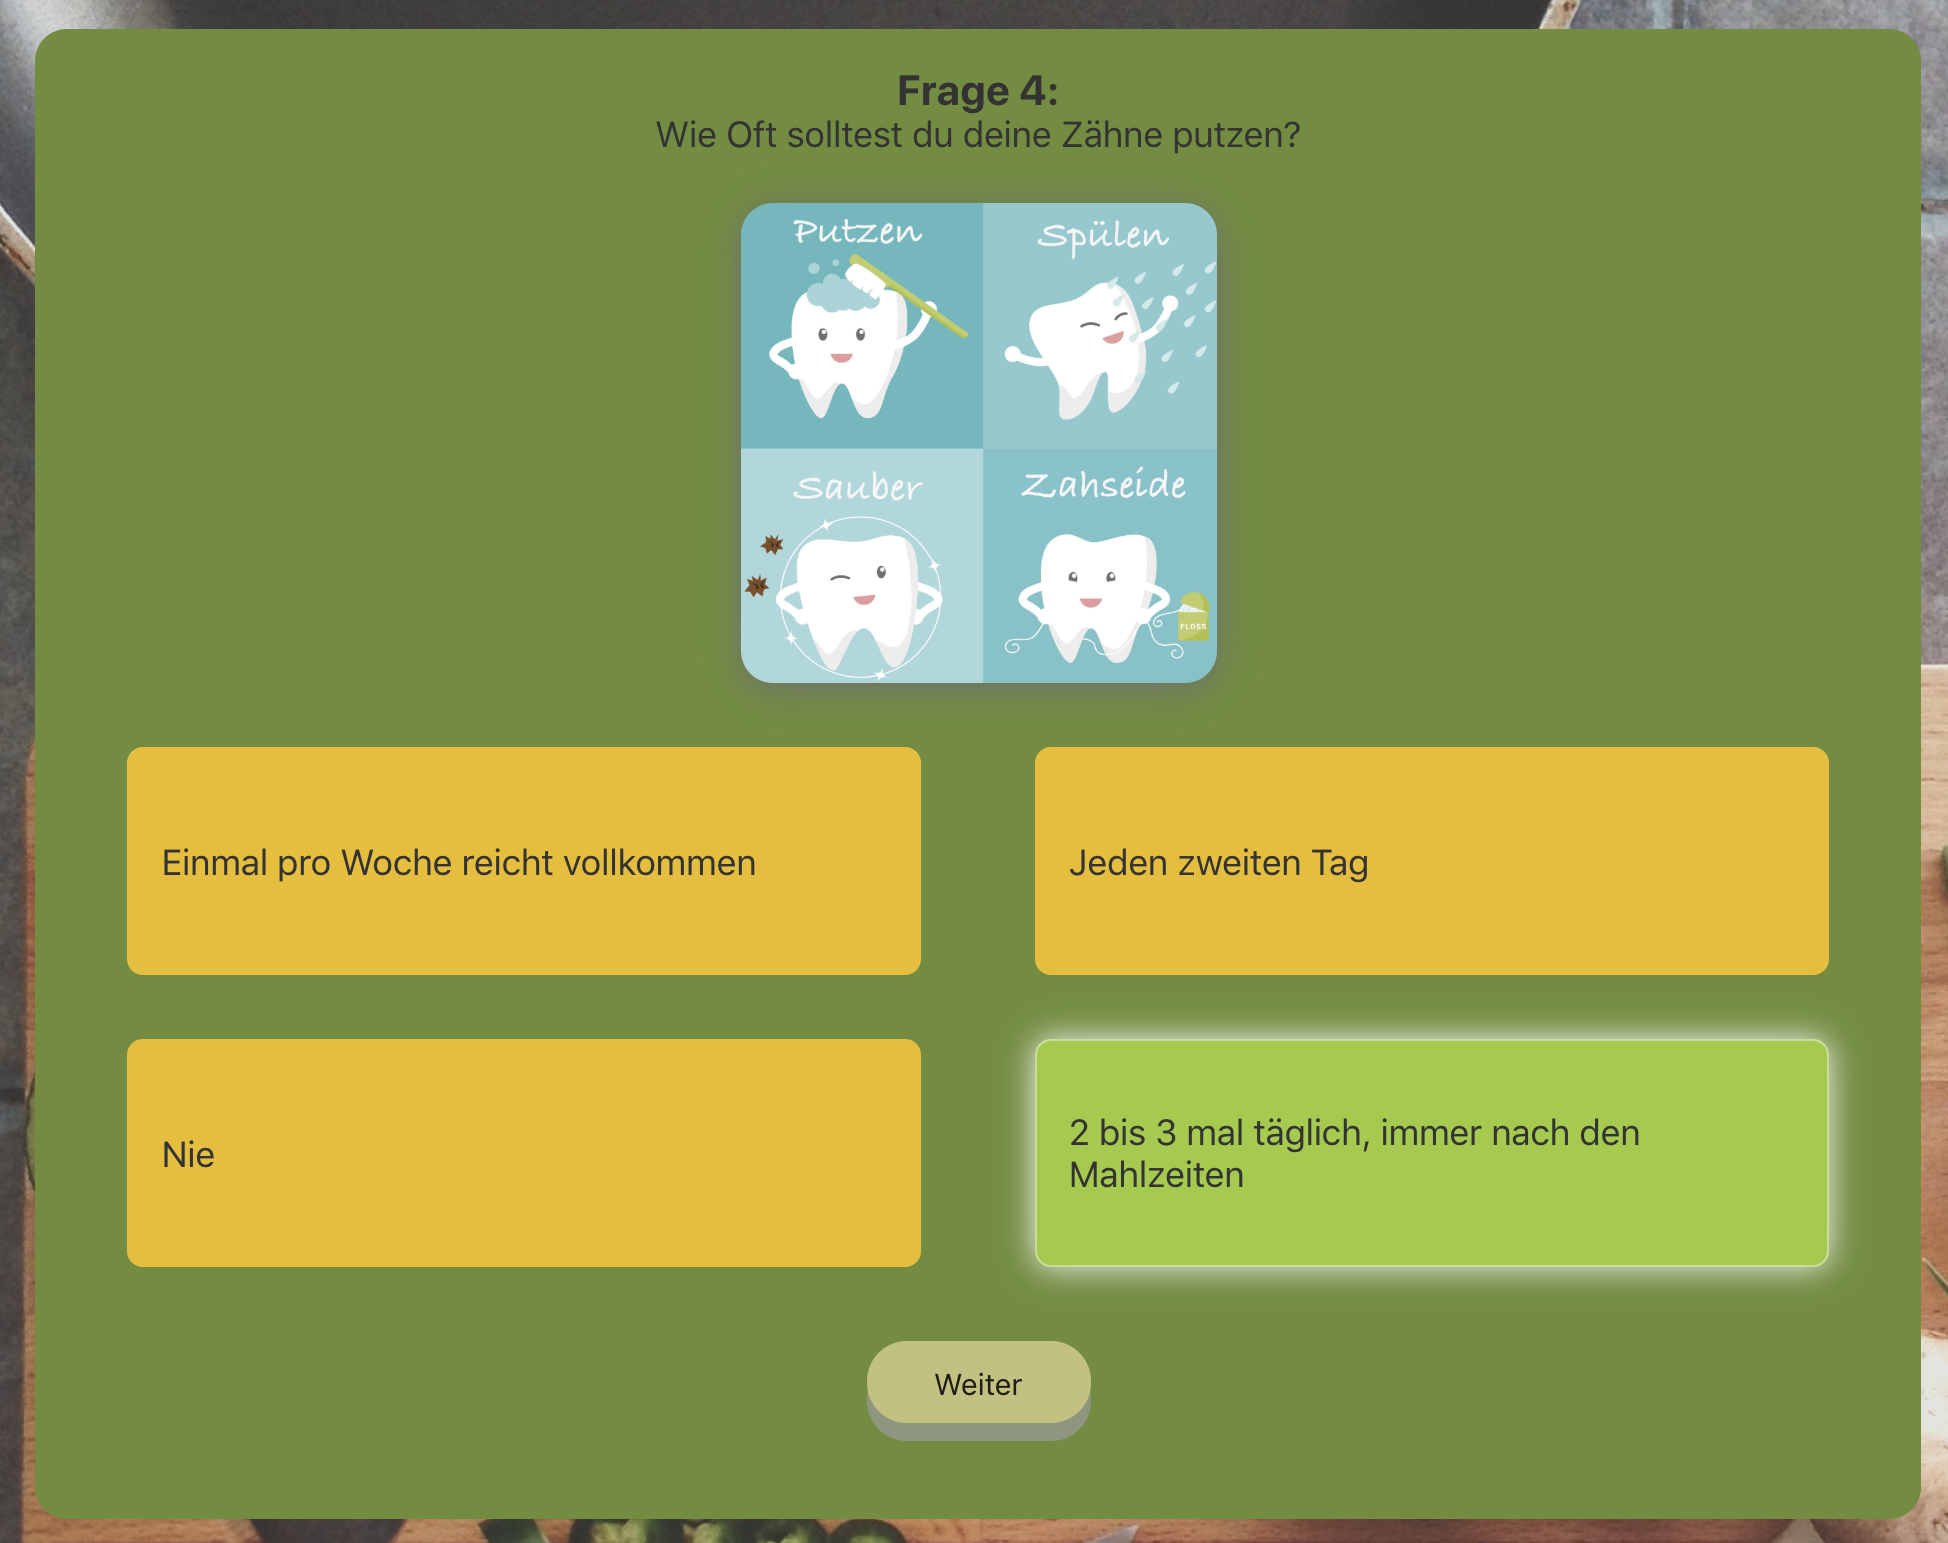 Frage 4:
Wie Oft solltest du deine Zähne putzen?
Putzen
Spülen
Sauber
Zahseide
FLOSS
Einmal pro Woche reicht vollkommen
Jeden zweiten Tag
Nie
2 bis 3 mal täglich, immer nach den
Mahlzeiten
Weiter